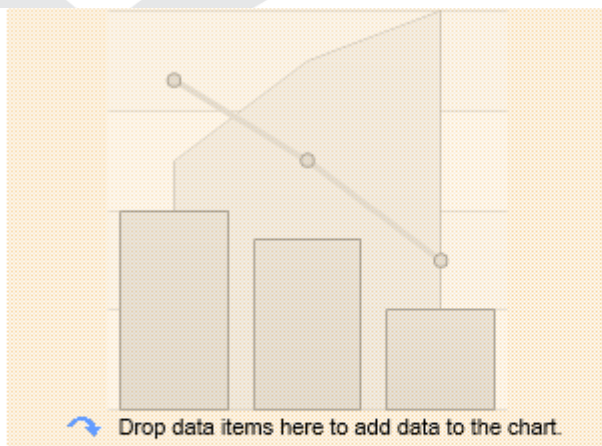 Drop data items here to add data to the chart.